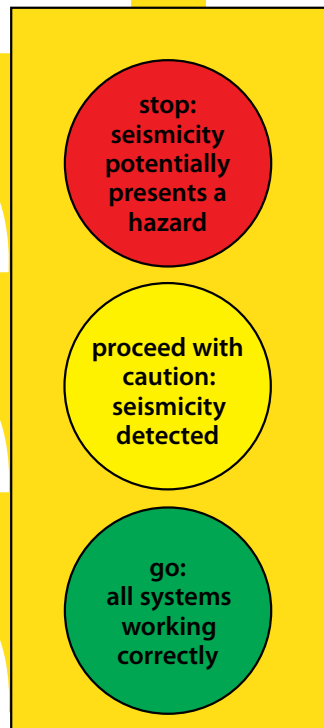 stop:
seismicity
potentially
presents a
hazard
proceed with
caution:
seismicity
detected
go:
all systems
working
correctly